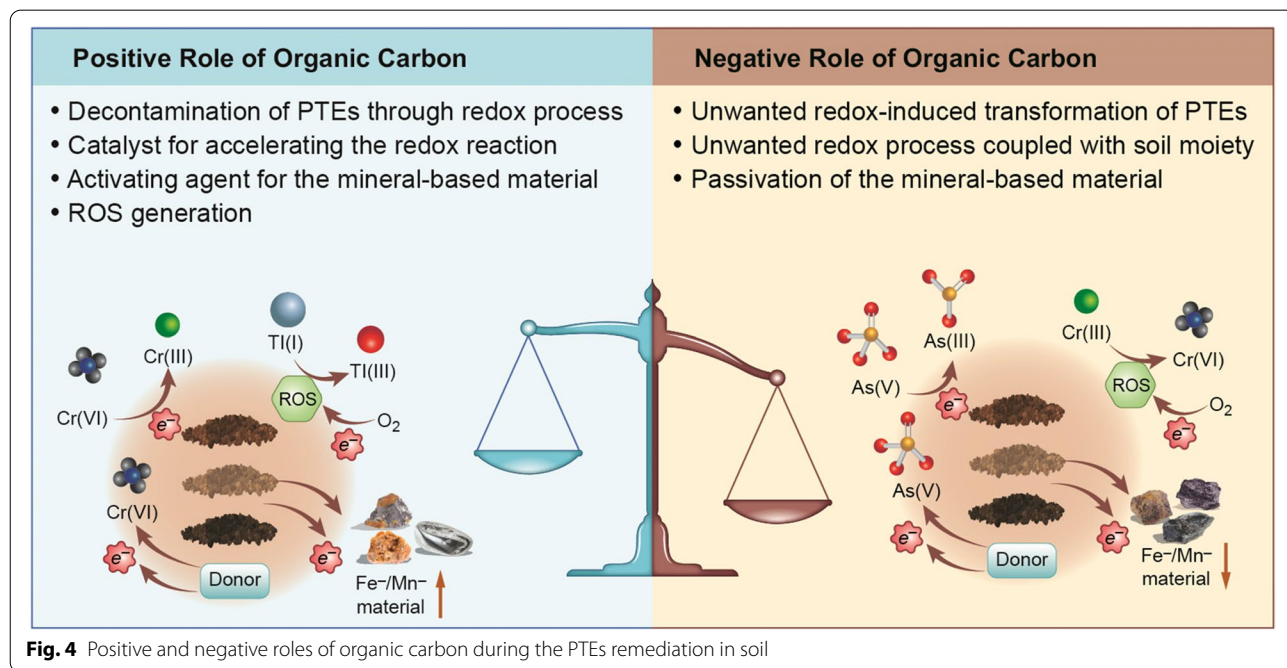 Positive Role of Organic Carbon
• Decontamination of PTEs through redox process
• Catalyst for accelerating the redox reaction
• Activating agent for the mineral-based material
• ROS generation
Cr(VI)
Cr(III)
TI(I)
TI(III)
ROS
O2
e−
e−
Cr(VI)
e−
e−
Donor
Fe−/Mn−
material
Negative Role of Organic Carbon
• Unwanted redox-induced transformation of PTEs
• Unwanted redox process coupled with soil moiety
• Passivation of the mineral-based material
As(V)
As(III)
Cr(III)
Cr(VI)
ROS
O2
e−
e−
As(V)
e−
e−
Donor
Fe−/Mn−
material
Fig. 4 Positive and negative roles of organic carbon during the PTEs remediation in soil